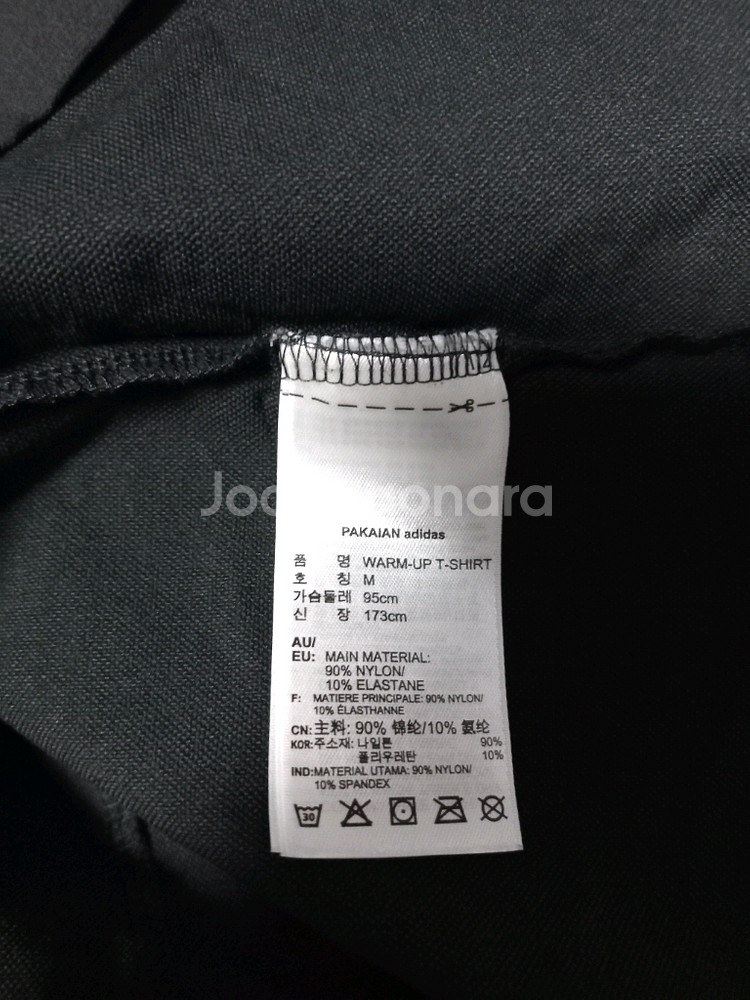 Joonggonara
PAKAIAN adidas
품 명 WARM-UP T-SHIRT
호 칭 M
가슴둘레 95cm
신 장 173cm
AU/
EU: MAIN MATERIAL:
90% NYLON/
10% ELASTANE
F: MATIERE PRINCIPALE: 90% NYLON/
10% ÉLASTHANNE
CN: 主料: 90% 锦纶/10% 氨纶
KOR:주소재: 나일론 90%
폴리우레탄 10%
IND:MATERIAL UTAMA: 90% NYLON/
10% SPANDEX
30